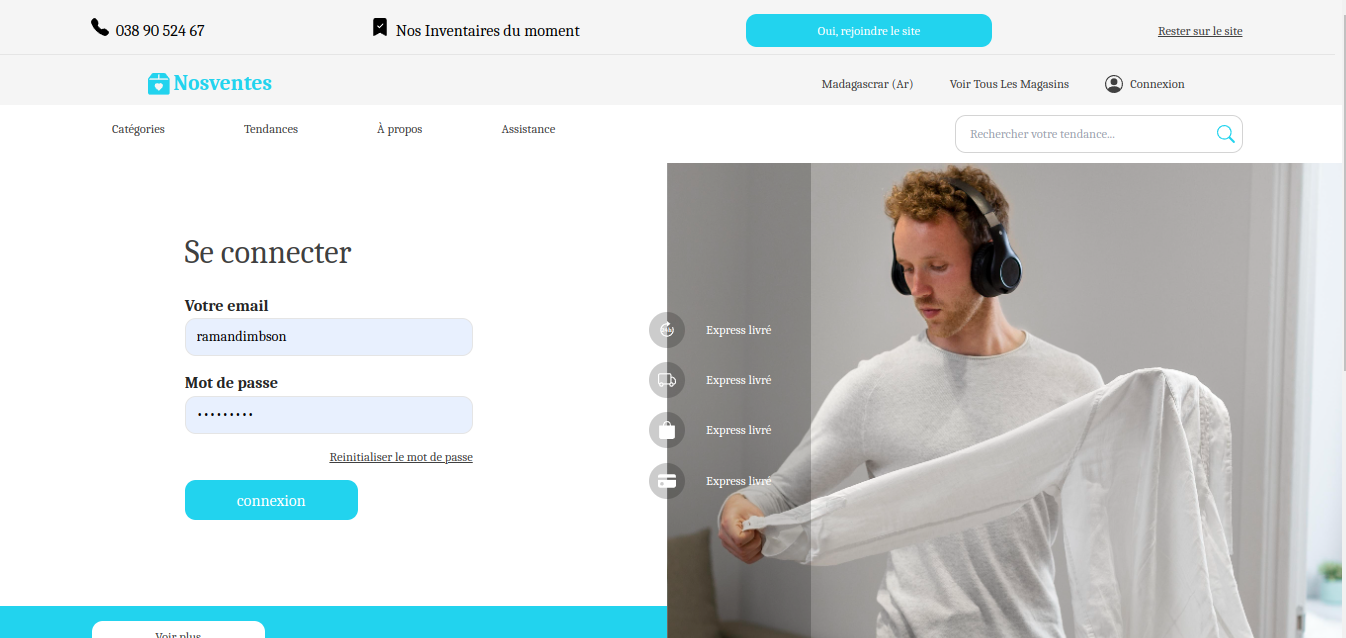 038 90 524 67
Nos Inventaires du moment
Oui, rejoindre le site
Rester sur le site
Nosventes
Madagascrar (Ar)
Voir Tous Les Magasins
Connexion
Catégories
Tendances
À propos
Assistance
Rechercher votre tendance...
Se connecter
Votre email
ramandimbson
Mot de passe
•••••••••
Reinitialiser le mot de passe
connexion
Express livré
Express livré
Express livré
Express livré
Voir plus